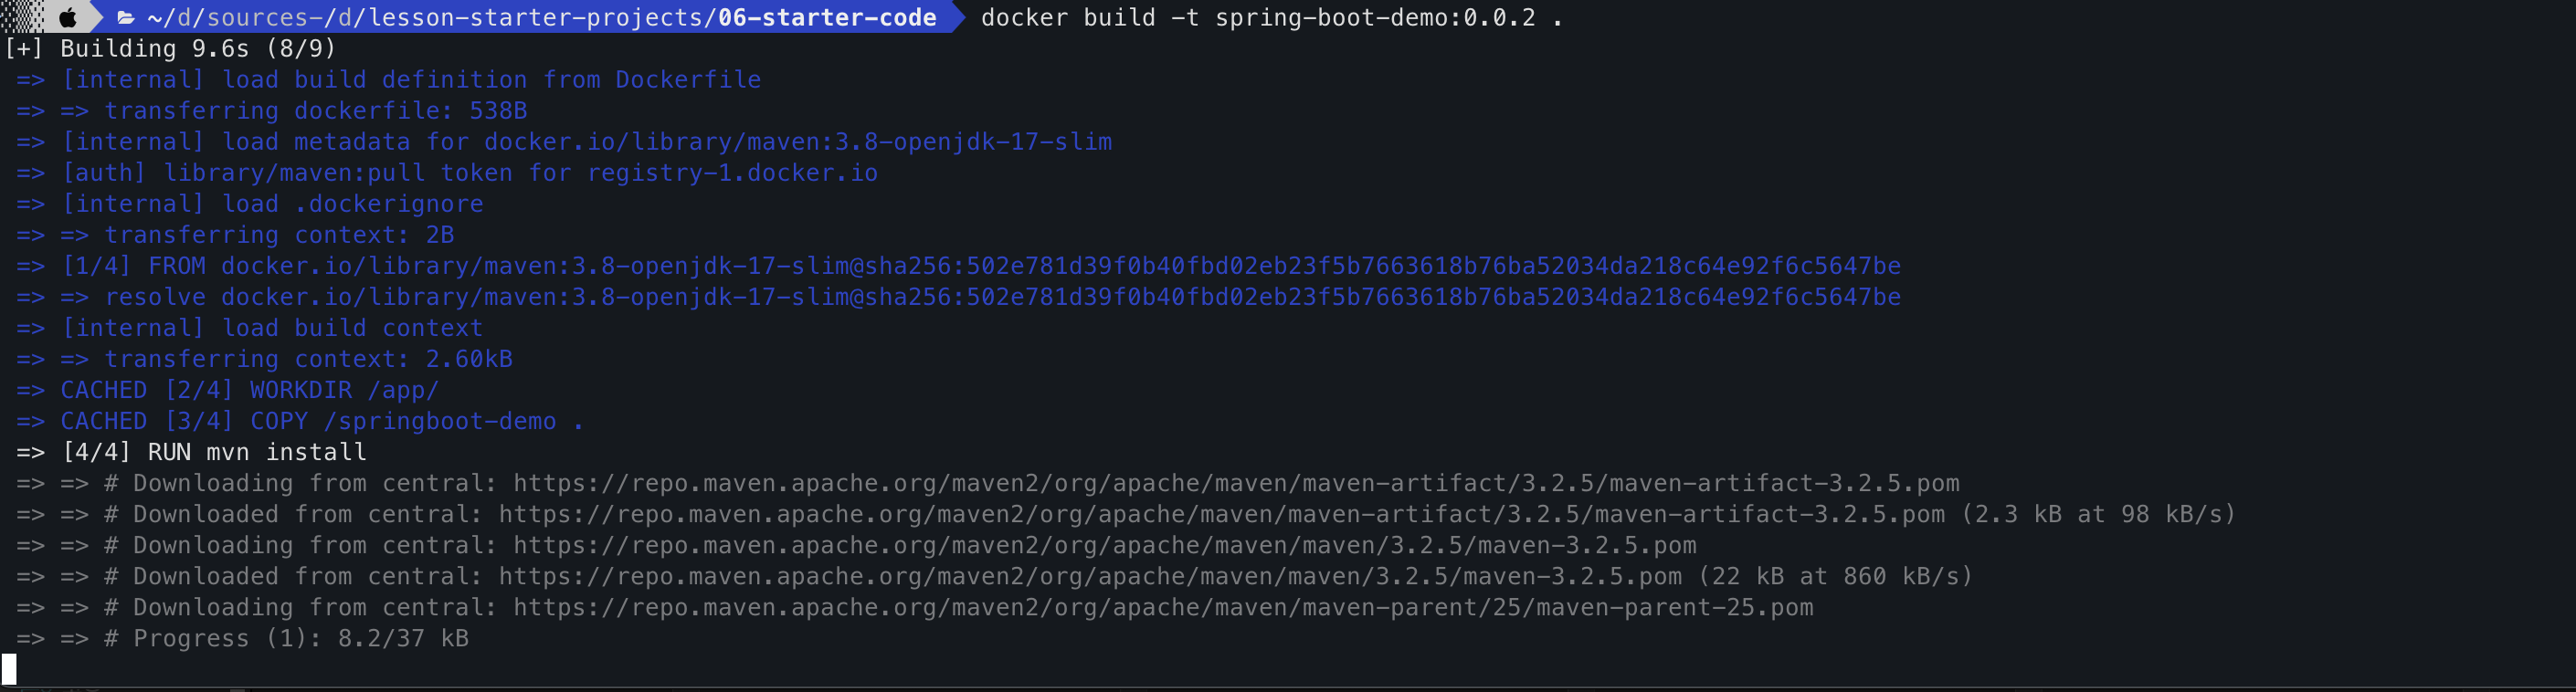 ~/d/sources-/d/lesson-starter-projects/06-starter-code docker build -t spring-boot-demo:0.0.2 .
[+] Building 9.6s (8/9)
=> [internal] load build definition from Dockerfile
=> => transferring dockerfile: 538B
=> [internal] load metadata for docker.io/library/maven:3.8-openjdk-17-slim
=> [auth] library/maven:pull token for registry-1.docker.io
=> [internal] load .dockerignore
=> => transferring context: 2B
=> [1/4] FROM docker.io/library/maven:3.8-openjdk-17-slim@sha256:502e781d39f0b40fbd02eb23f5b7663618b76ba52034da218c64e92f6c5647be
=> => resolve docker.io/library/maven:3.8-openjdk-17-slim@sha256:502e781d39f0b40fbd02eb23f5b7663618b76ba52034da218c64e92f6c5647be
=> [internal] load build context
=> => transferring context: 2.60kB
=> CACHED [2/4] WORKDIR /app/
=> CACHED [3/4] COPY /springboot-demo .
=> [4/4] RUN mvn install
=> => # Downloading from central: https://repo.maven.apache.org/maven2/org/apache/maven/maven-artifact/3.2.5/maven-artifact-3.2.5.pom
=> => # Downloaded from central: https://repo.maven.apache.org/maven2/org/apache/maven/maven-artifact/3.2.5/maven-artifact-3.2.5.pom (2.3 kB at 98 kB/s)
=> => # Downloading from central: https://repo.maven.apache.org/maven2/org/apache/maven/maven/3.2.5/maven-3.2.5.pom
=> => # Downloaded from central: https://repo.maven.apache.org/maven2/org/apache/maven/maven/3.2.5/maven-3.2.5.pom (22 kB at 860 kB/s)
=> => # Downloading from central: https://repo.maven.apache.org/maven2/org/apache/maven/maven-parent/25/maven-parent-25.pom
=> => # Progress (1): 8.2/37 kB